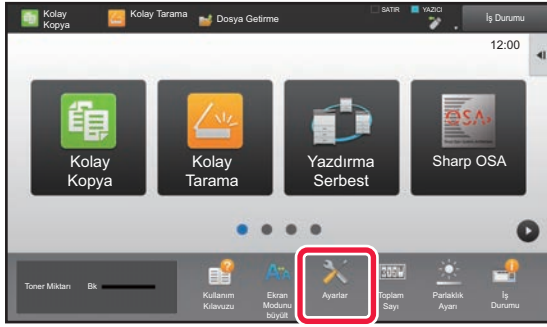 Kolay
Kopya
Kolay Tarama
Dosya Getirme
SATIR
YAZICI
İş Durumu
12:00
Kolay
Kopya
Kolay
Tarama
Yazdırma
Serbest
OSA
Sharp OSA
Toner Miktarı
Bk
Kullanım
Kılavuzu
Ekran
Modunu
büyült
Ayarlar
Toplam
Sayı
Parlaklık
Ayarı
İş
Durumu